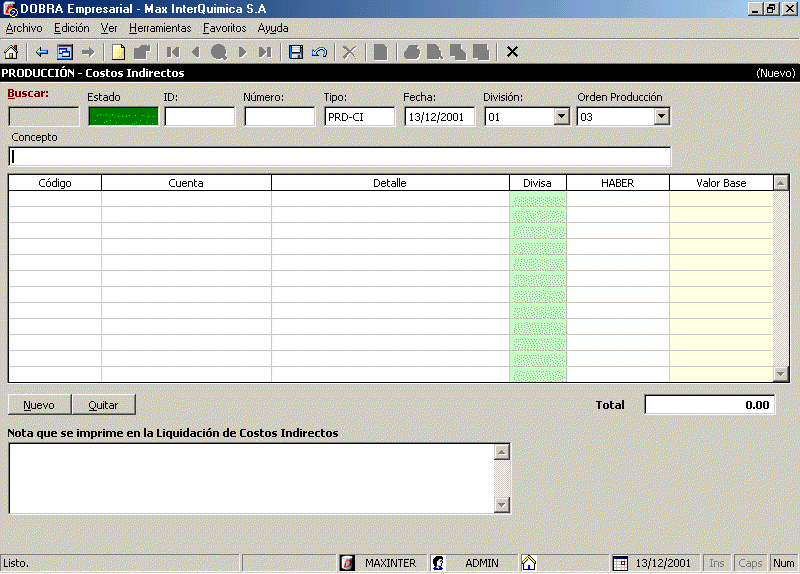 DOBRA Empresarial - Max InterQuimica S.A
Archivo Edición Ver Herramientas Favoritos Ayuda
PRODUCCIÓN - Costos Indirectos (Nuevo)
Buscar: Estado ID: Número: Tipo: Fecha: División: Orden Producción
PRD-CI 13/12/2001 01 03
Concepto
Código Cuenta Detalle Divisa HABER Valor Base
Nuevo Quitar Total 0.00
Nota que se imprime en la Liquidación de Costos Indirectos
Listo. MAXINTER ADMIN 13/12/2001 Ins Caps Num